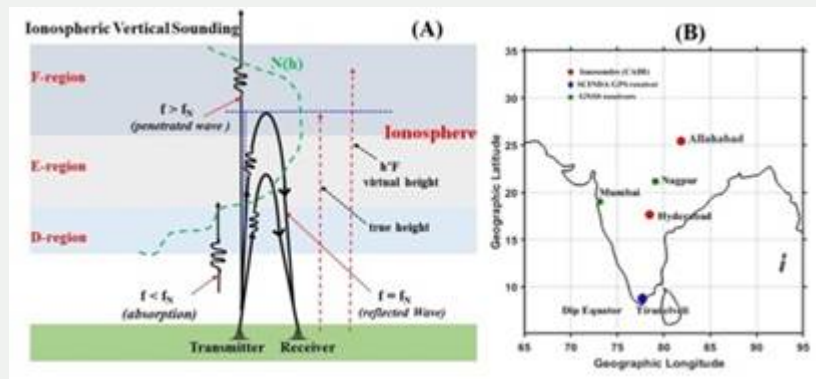 Ionospheric Vertical Sounding
(A)
F-region
N(h)
f > fN
(penetrated wave)
Ionosphere
E-region
h'F
virtual height
D-region
true height
f < fN
(absorption)
f = fN
(reflected Wave)
Transmitter
Receiver
(B)
Ionosondes (CADI)
SCINDA GPS receiver
GNSS receivers
Allahabad
Nagpur
Mumbai
Hyderabad
Dip Equator
Tirunelveli
Geographic Latitude
35
30
25
20
15
10
65
70
75
80
85
90
95
Geographic Longitude